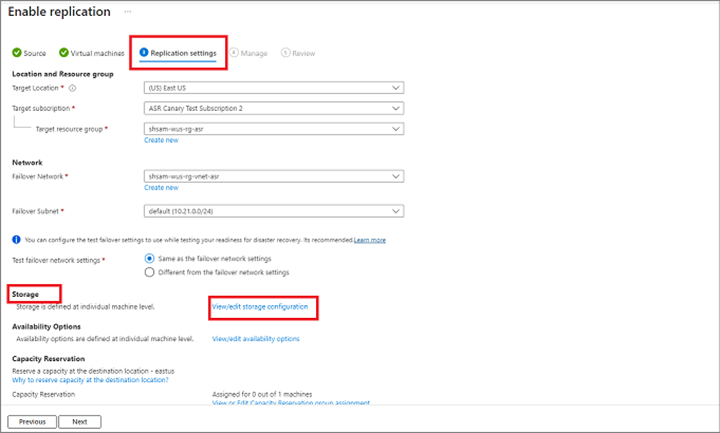 Enable replication ...
Source
Virtual machines
3 Replication settings
4 Manage
5 Review
Location and Resource group
Target Location * (US) East US
Target subscription * ASR Canary Test Subscription 2
Target resource group * shsam-wus-rg-asr
Create new
Network
Failover Network * shsam-wus-rg-vnet-asr
Create new
Failover Subnet * default (10.21.0.0/24)
You can configure the test failover settings to use while testing your readiness for disaster recovery. Its recommended.Learn more
Test failover network settings * Same as the failover network settings
Different from the failover network settings
Storage
Storage is defined at individual machine level. View/edit storage configuration
Availability Options
Availability options are defined at individual machine level. View/edit availability options
Capacity Reservation
Reserve a capacity at the destination location - eastus
Why to reserve capacity at the destination location?
Capacity Reservation Assigned for 0 out of 1 machines
View or Edit Capacity Reservation group assignment
Previous
Next